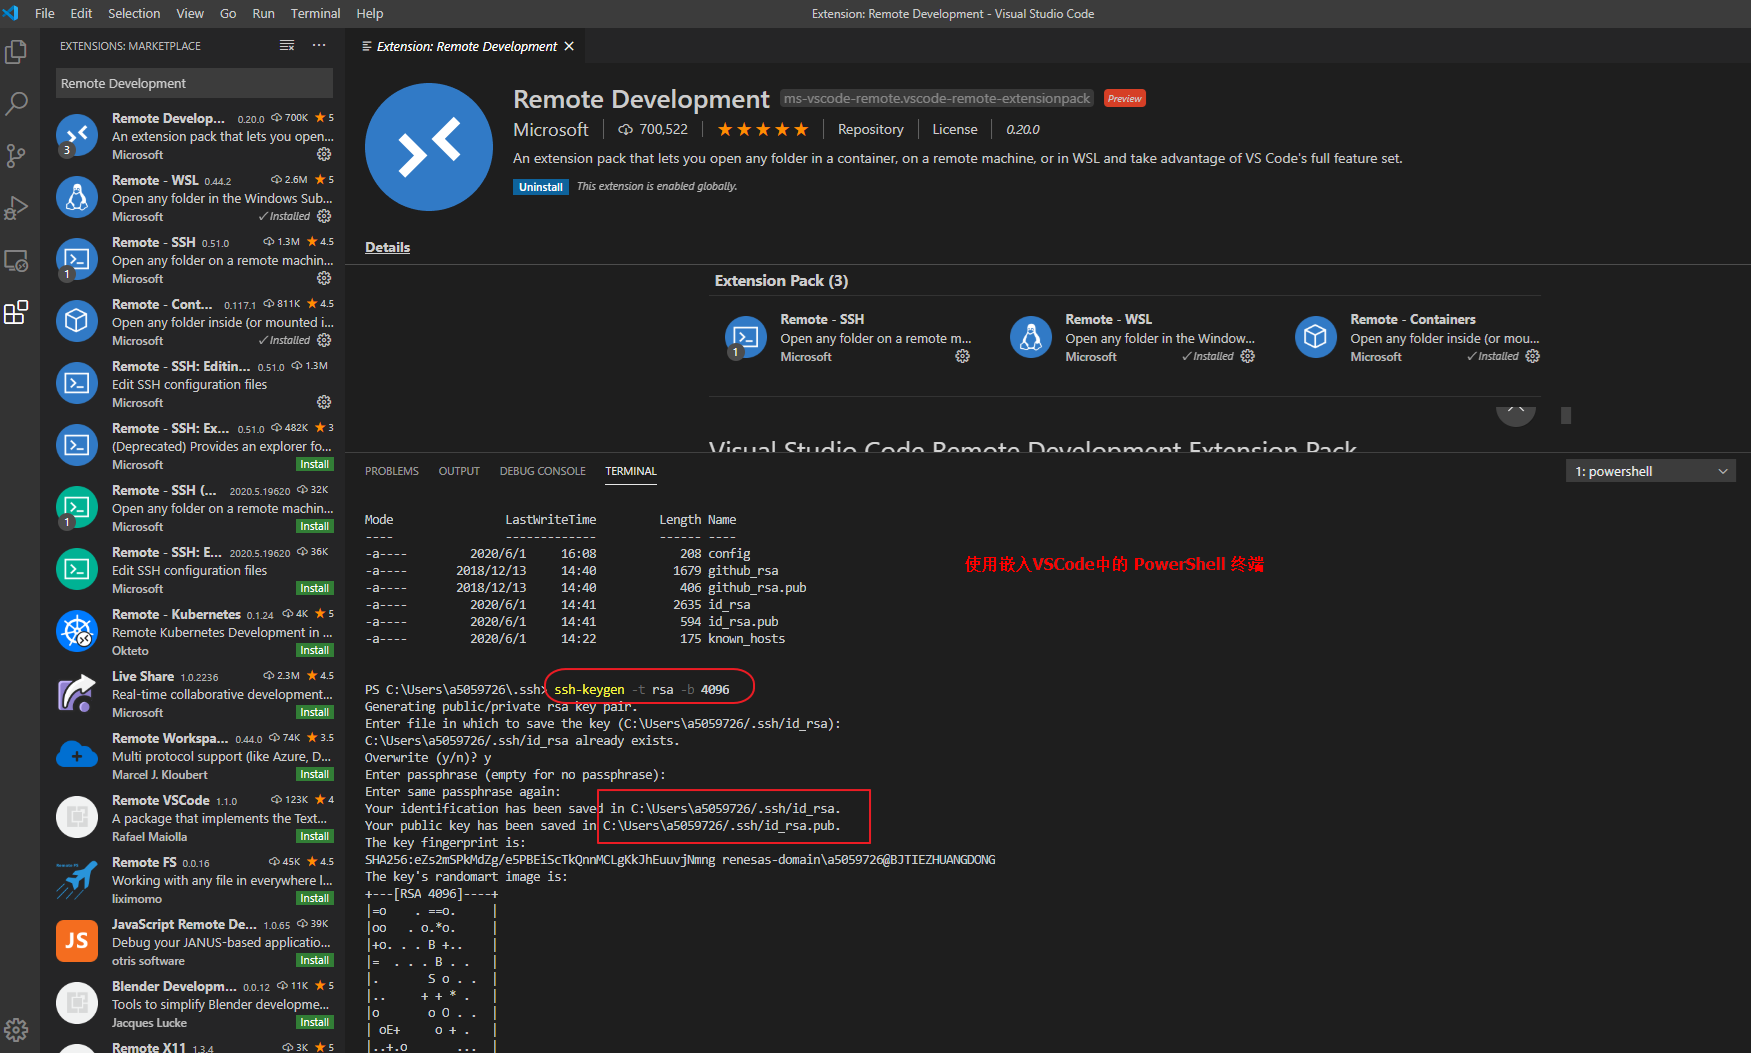 File Edit Selection View Go Run Terminal Help
Extension: Remote Development - Visual Studio Code
EXTENSIONS: MARKETPLACE
Remote Development
Remote Develop... 0.20.0 700K 5
An extension pack that lets you open...
Microsoft
3
Remote - WSL 0.44.2 2.6M 5
Open any folder in the Windows Sub...
Microsoft Installed
Remote - SSH 0.51.0 1.3M 4.5
Open any folder on a remote machin...
Microsoft
1
Remote - Cont... 0.117.1 811K 4.5
Open any folder inside (or mounted i...
Microsoft Installed
Remote - SSH: Editin... 0.51.0 1.3M
Edit SSH configuration files
Microsoft
Remote - SSH: Ex... 0.51.0 482K 3
(Deprecated) Provides an explorer fo...
Microsoft Install
Remote - SSH (... 2020.5.19620 32K
Open any folder on a remote machin...
Microsoft Install
1
Remote - SSH: E... 2020.5.19620 36K
Edit SSH configuration files
Microsoft Install
Remote - Kubernetes 0.1.24 4K 5
Remote Kubernetes Development in ...
Okteto Install
Live Share 1.0.2236 2.3M 4.5
Real-time collaborative development...
Microsoft Install
Remote Workspa... 0.44.0 74K 3.5
Multi protocol support (like Azure, D...
Marcel J. Kloubert Install
Remote VSCode 1.1.0 123K 4
A package that implements the Text...
Rafael Maiolla Install
Remote FS 0.0.16 45K 4.5
Working with any file in everywhere l...
liximomo Install
JS
JavaScript Remote De... 1.0.65 39K
Debug your JANUS-based applicatio...
otris software Install
Blender Developm... 0.0.12 11K 5
Tools to simplify Blender developme...
Jacques Lucke Install
Remote X11 1.3.4 3K 5
Extension: Remote Development
Remote Development ms-vscode-remote.vscode-remote-extensionpack Preview
Microsoft 700,522 Repository License 0.20.0
An extension pack that lets you open any folder in a container, on a remote machine, or in WSL and take advantage of VS Code's full feature set.
Uninstall This extension is enabled globally.
Details
Extension Pack (3)
Remote - SSH
Open any folder on a remote m...
Microsoft
1
Remote - WSL
Open any folder in the Window...
Microsoft Installed
Remote - Containers
Open any folder inside (or mou...
Microsoft Installed
Visual Studio Code Remote Development Extension Pack
PROBLEMS OUTPUT DEBUG CONSOLE TERMINAL
1: powershell
Mode LastWriteTime Length Name
---- ------------- ------ ----
-a---- 2020/6/1 16:08 208 config
-a---- 2018/12/13 14:40 1679 github_rsa
-a---- 2018/12/13 14:40 406 github_rsa.pub
-a---- 2020/6/1 14:41 2635 id_rsa
-a---- 2020/6/1 14:41 594 id_rsa.pub
-a---- 2020/6/1 14:22 175 known_hosts
使用嵌入VSCode中的 PowerShell 终端
PS C:\Users\a5059726\.ssh> ssh-keygen -t rsa -b 4096
Generating public/private rsa key pair.
Enter file in which to save the key (C:\Users\a5059726/.ssh/id_rsa):
C:\Users\a5059726/.ssh/id_rsa already exists.
Overwrite (y/n)? y
Enter passphrase (empty for no passphrase):
Enter same passphrase again:
Your identification has been saved in C:\Users\a5059726/.ssh/id_rsa.
Your public key has been saved in C:\Users\a5059726/.ssh/id_rsa.pub.
The key fingerprint is:
SHA256:eZs2mSPkMdZg/e5PBEiScTkQnnMCLgKkJhEuuvjNmng renesas-domain\a5059726@BJTIEZHUANGDONG
The key's randomart image is:
+---[RSA 4096]----+
|=o    . ==o.     |
|oo   . o.*o.     |
|+o. . . B +..    |
|=  . . . B . .   |
|.       S o . .  |
|..     + + * .   |
|o       o O . .  |
| oE+     o + .   |
|..+.o       ...  |